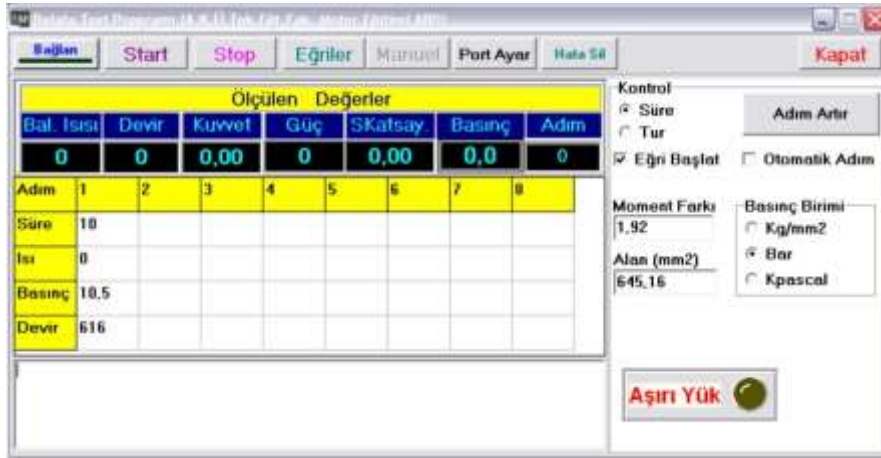 Balata Test Programı
Bağlan Start Stop Eğriler Manuel Port Ayar Hata Sil Kapat
Ölçülen Değerler
Bal. Isısı Devir Kuvvet Güç SKatsay. Basınç Adım
0 0 0,00 0 0,00 0,0 0
Adım 1 2 3 4 5 6 7 8
Süre 10
Isı 0
Basınç 10,5
Devir 616
Kontrol
Süre
Tur
Eğri Başlat
Adım Artır
Otomatik Adım
Moment Farkı
1,92
Alan (mm2)
645,16
Basınç Birimi
Kg/mm2
Bar
Kpascal
Aşırı Yük